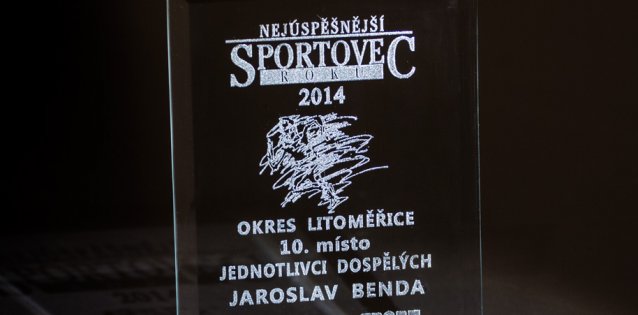 NEJÚSPĚŠNĚJŠÍ
SPORTOVEC
ROKU
2014
OKRES LITOMĚŘICE
10. místo
JEDNOTLIVCI DOSPĚLÝCH
JAROSLAV BENDA